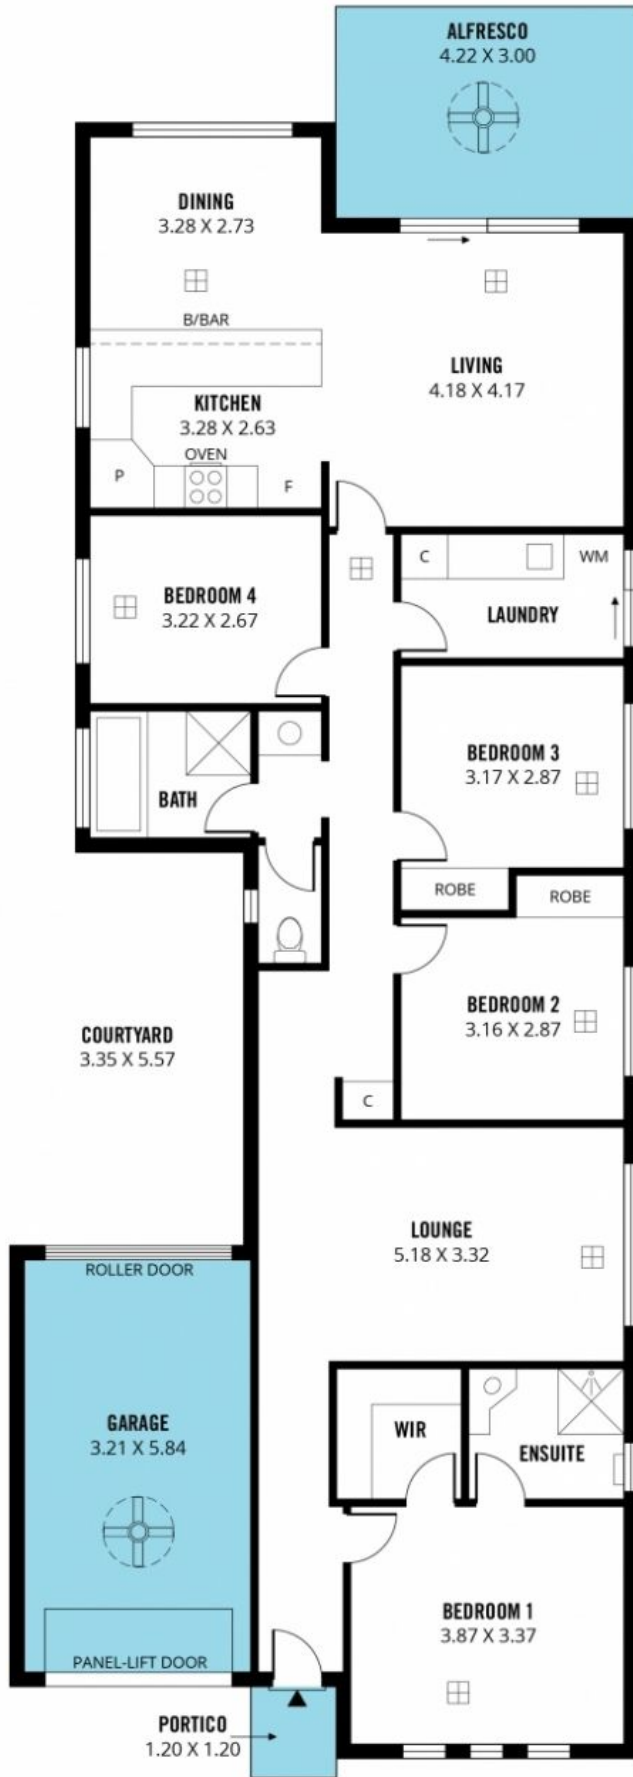 ALFRESCO
4.22 X 3.00
DINING
3.28 X 2.73
B/BAR
LIVING
4.18 X 4.17
KITCHEN
3.28 X 2.63
OVEN
P
F
C
WM
BEDROOM 4
3.22 X 2.67
LAUNDRY
BEDROOM 3
3.17 X 2.87
BATH
ROBE
ROBE
BEDROOM 2
3.16 X 2.87
COURTYARD
3.35 X 5.57
C
LOUNGE
5.18 X 3.32
ROLLER DOOR
GARAGE
3.21 X 5.84
WIR
ENSUITE
BEDROOM 1
3.87 X 3.37
PANEL-LIFT DOOR
PORTICO
1.20 X 1.20